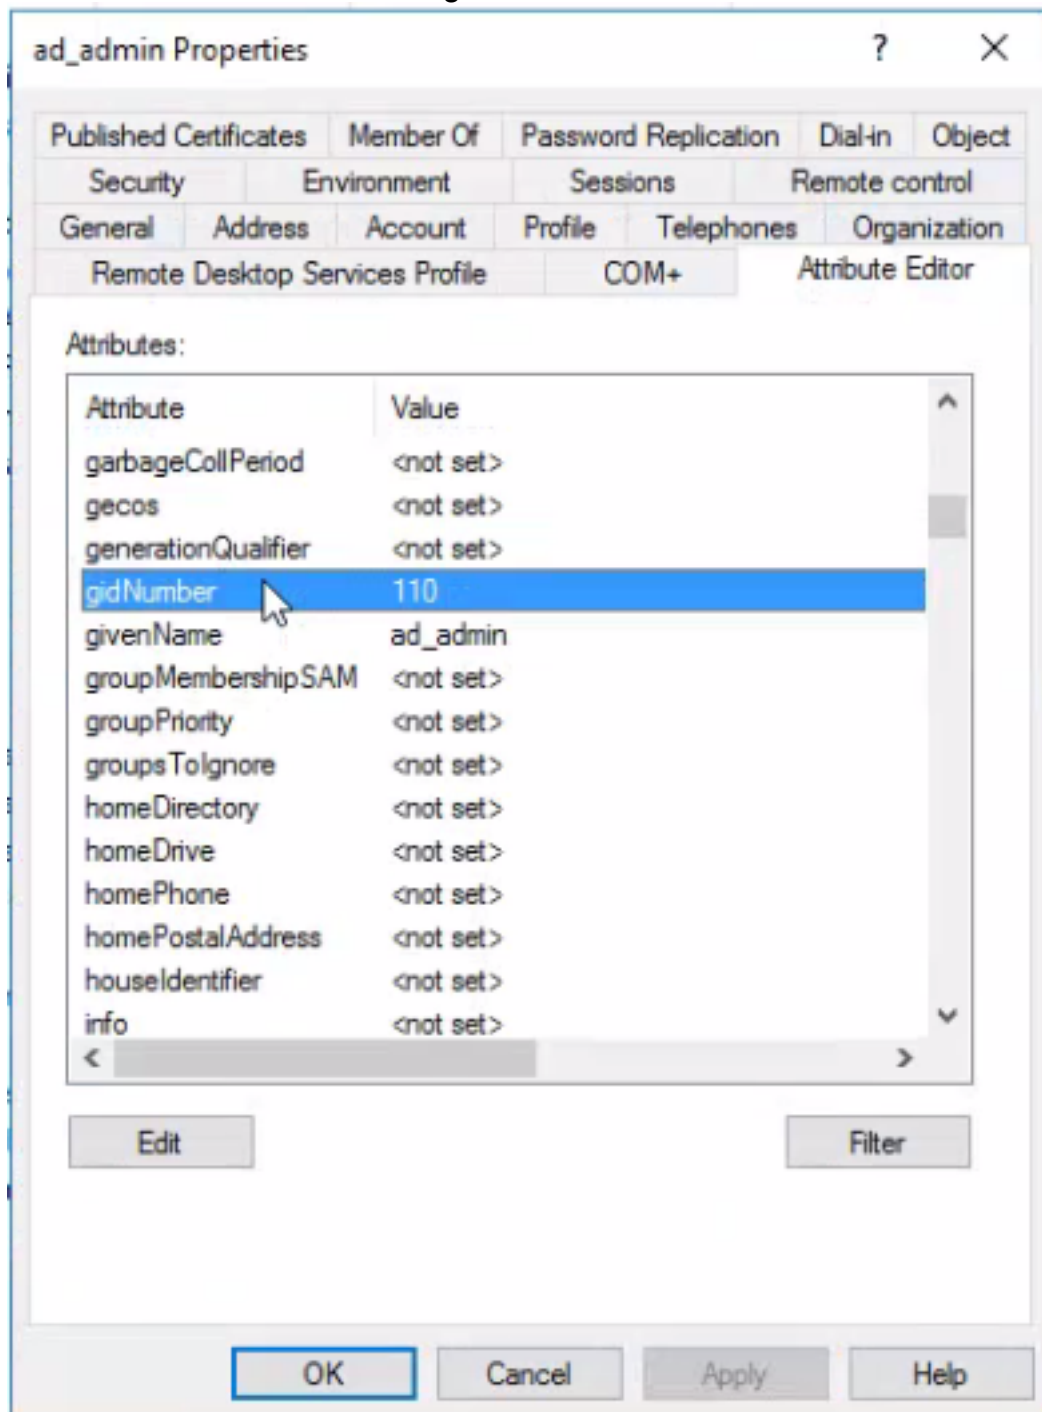 ad_admin Properties ?
Published Certificates Member Of Password Replication Dial-in Object
Security Environment Sessions Remote control
General Address Account Profile Telephones Organization
Remote Desktop Services Profile COM+ Attribute Editor
Attributes:
Attribute Value
garbageCollPeriod <not set>
gecos <not set>
generationQualifier <not set>
gidNumber 110
givenName ad_admin
groupMembershipSAM <not set>
groupPriority <not set>
groupsToIgnore <not set>
homeDirectory <not set>
homeDrive <not set>
homePhone <not set>
homePostalAddress <not set>
houseIdentifier <not set>
info <not set>
Edit Filter
OK Cancel Apply Help